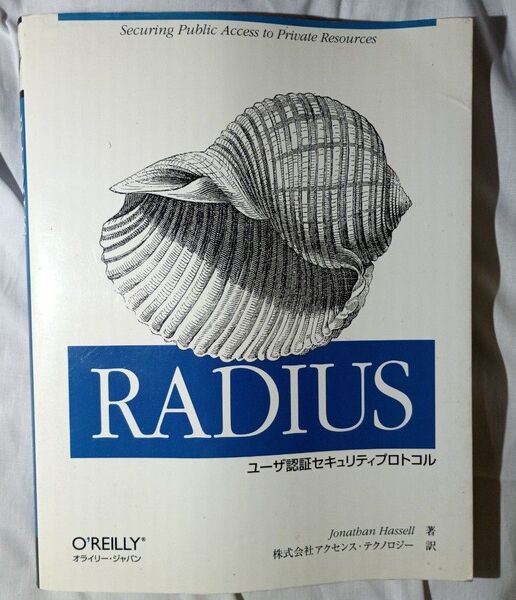 Securing Public Access to Private Resources
RADIUS
ユーザ認証セキュリティプロトコル
Jonathan Hassell 著
株式会社アクセンス・テクノロジー 訳
O'REILLY®
オライリー・ジャパン